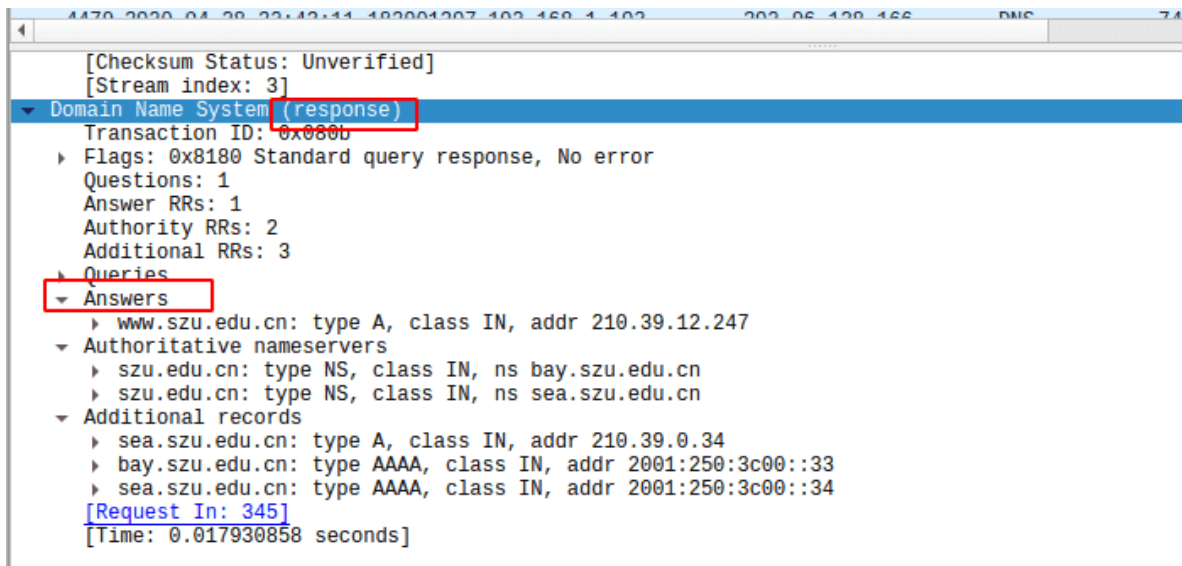 [Checksum Status: Unverified]
[Stream index: 3]
Domain Name System (response)
Transaction ID: 0x080b
Flags: 0x8180 Standard query response, No error
Questions: 1
Answer RRs: 1
Authority RRs: 2
Additional RRs: 3
Queries
Answers
www.szu.edu.cn: type A, class IN, addr 210.39.12.247
Authoritative nameservers
szu.edu.cn: type NS, class IN, ns bay.szu.edu.cn
szu.edu.cn: type NS, class IN, ns sea.szu.edu.cn
Additional records
sea.szu.edu.cn: type A, class IN, addr 210.39.0.34
bay.szu.edu.cn: type AAAA, class IN, addr 2001:250:3c00::33
sea.szu.edu.cn: type AAAA, class IN, addr 2001:250:3c00::34
[Request In: 345]
[Time: 0.017930858 seconds]